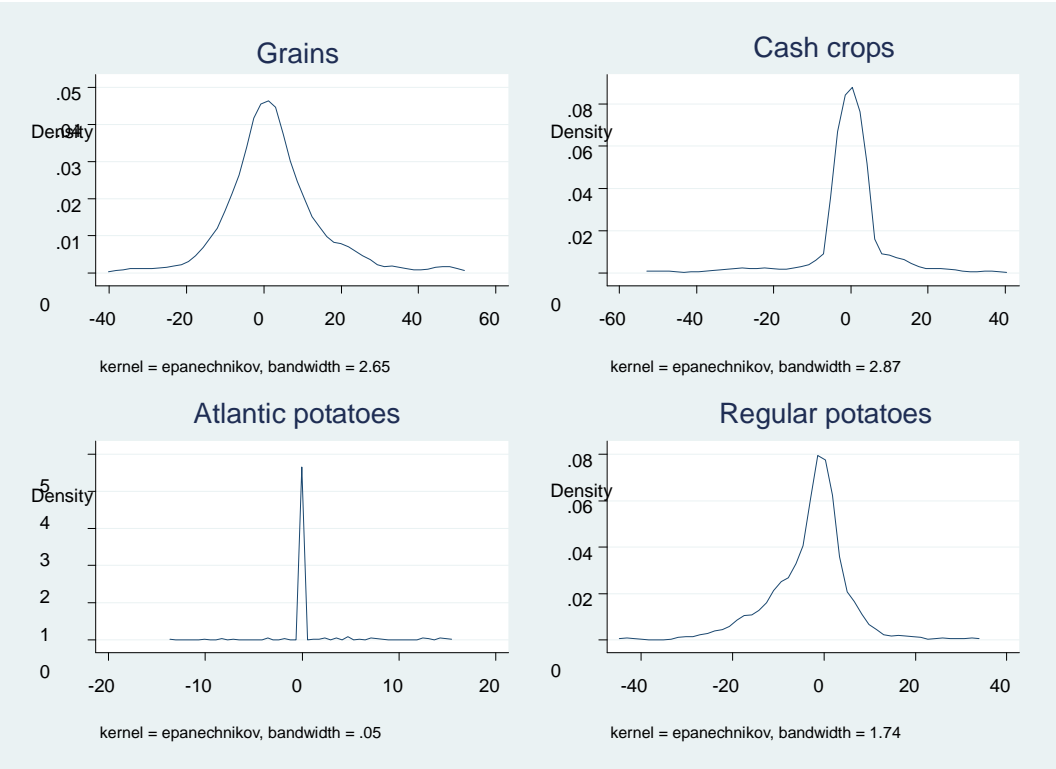 Grains
.05
.04
Density
.03
.02
.01
0
-40 -20 0 20 40 60
kernel = epanechnikov, bandwidth = 2.65
Cash crops
.08
Density
.06
.04
.02
0
-60 -40 -20 0 20 40
kernel = epanechnikov, bandwidth = 2.87
Atlantic potatoes
5
Density
4
3
2
1
0
-20 -10 0 10 20
kernel = epanechnikov, bandwidth = .05
Regular potatoes
.08
Density
.06
.04
.02
0
-40 -20 0 20 40
kernel = epanechnikov, bandwidth = 1.74